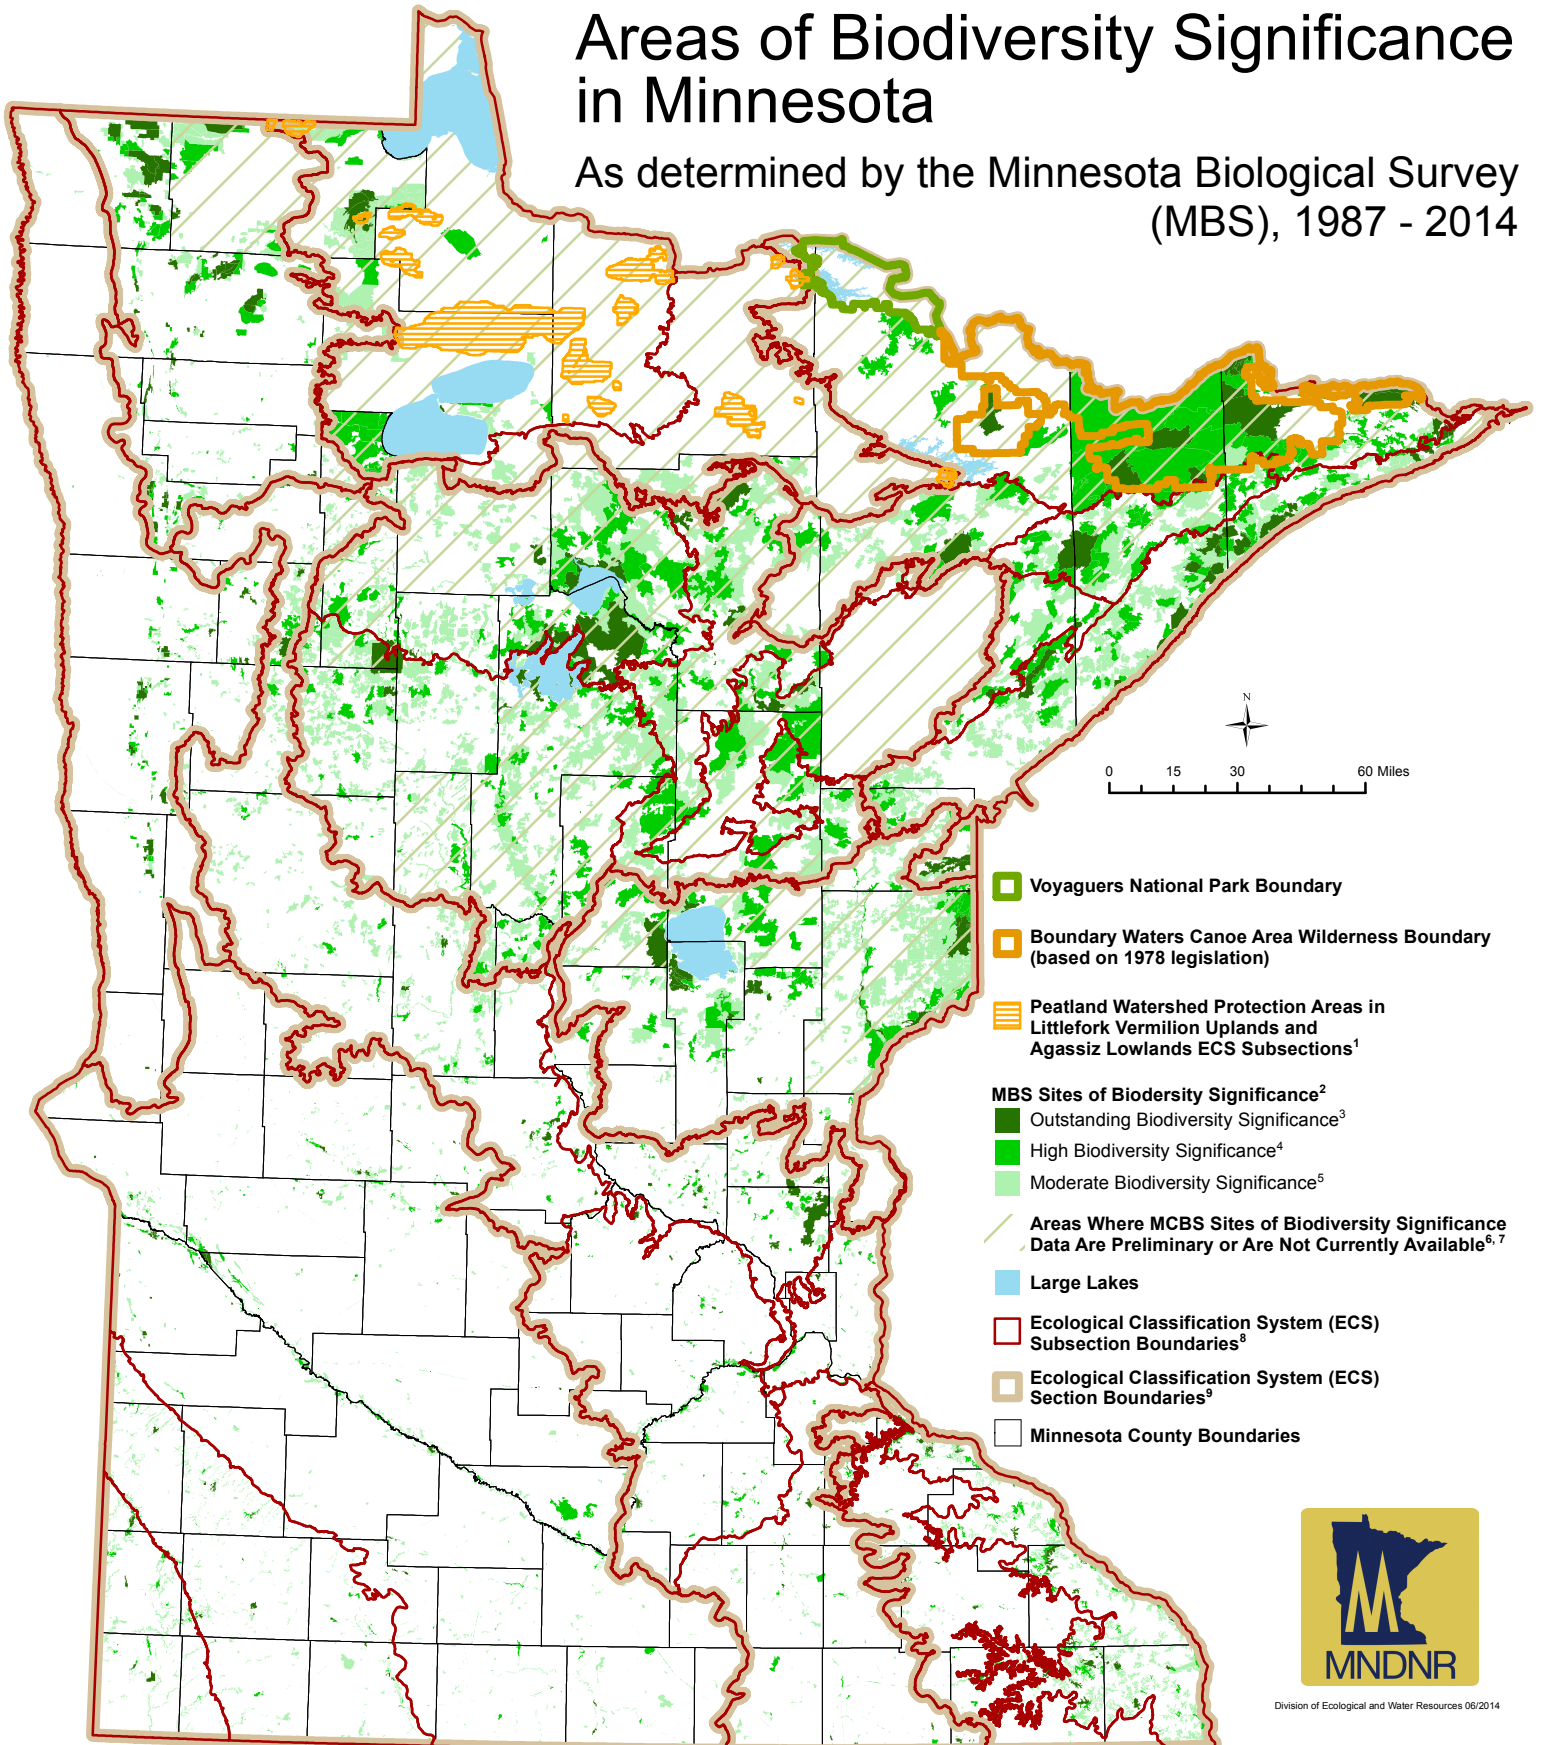 Areas of Biodiversity Significance
in Minnesota
As determined by the Minnesota Biological Survey
(MBS), 1987 - 2014
N
0 15 30 60 Miles
Voyaguers National Park Boundary
Boundary Waters Canoe Area Wilderness Boundary
(based on 1978 legislation)
Peatland Watershed Protection Areas in
Littlefork Vermilion Uplands and
Agassiz Lowlands ECS Subsections1
MBS Sites of Biodersity Significance2
Outstanding Biodiversity Significance3
High Biodiversity Significance4
Moderate Biodiversity Significance5
Areas Where MCBS Sites of Biodiversity Significance
Data Are Preliminary or Are Not Currently Available6, 7
Large Lakes
Ecological Classification System (ECS)
Subsection Boundaries8
Ecological Classification System (ECS)
Section Boundaries9
Minnesota County Boundaries
M
MNDNR
Division of Ecological and Water Resources 06/2014